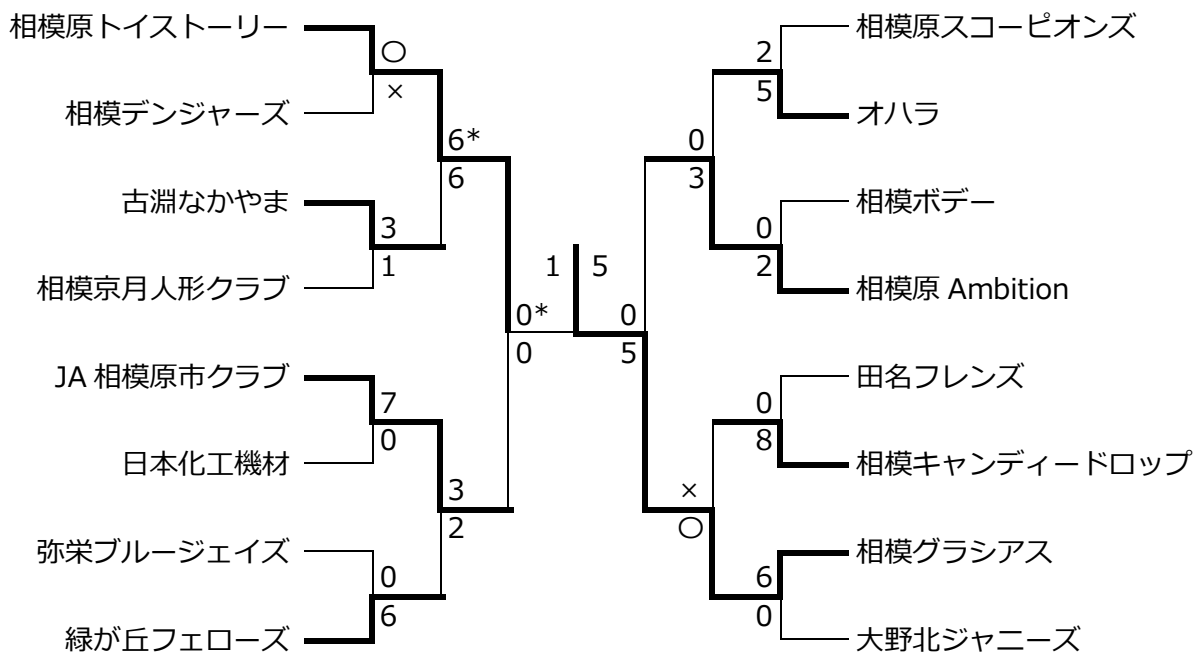 相模原トイストーリー
相模デンジャーズ
古淵なかやま
相模京月人形クラブ
JA 相模原市クラブ
日本化工機材
弥栄ブルージェイズ
緑が丘フェローズ
〇
×
3
1
7
0
0
6
6*
6
3
2
0*
0
1 5
0
5
0
3
×
〇
2
5
0
2
0
8
6
0
相模原スコーピオンズ
オハラ
相模ボデー
相模原 Ambition
田名フレンズ
相模キャンディードロップ
相模グラシアス
大野北ジャニーズ